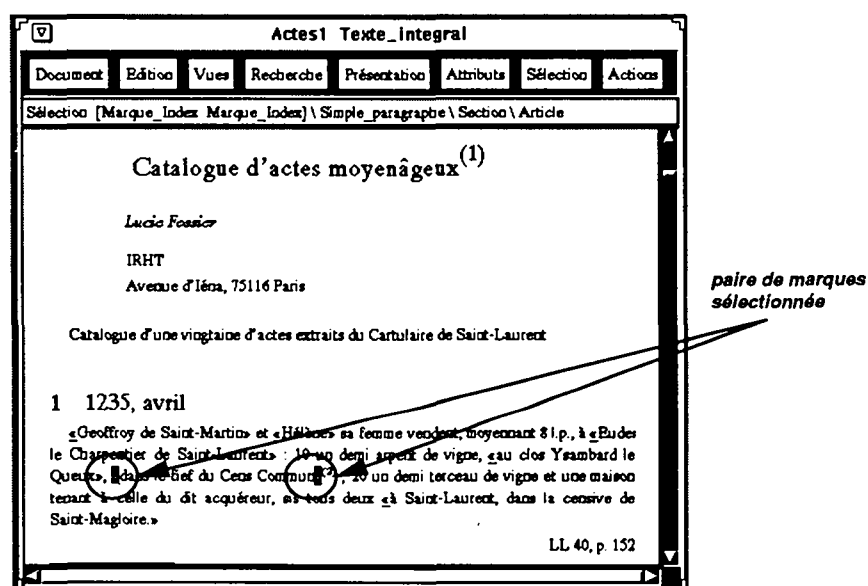 Actes1 Texte_integral
Document Edition Vues Recherche Présentation Attributs Sélection Actions
Sélection [Marque_Index Marque_Index] \ Simple_paragraphe \ Section \ Article
Catalogue d'actes moyenâgeux(1)
Lucie Fossier
IRHT
Avenue d'Iéna, 75116 Paris
paire de marques
sélectionnée
Catalogue d'une vingtaine d'actes extraits du Cartulaire de Saint-Laurent
1 1235, avril
«Geoffroy de Saint-Martin» et «Hélène» sa femme vendent, moyennant 8 l.p., à «Eudes
le Charpentier de Saint-Laurent» : 10 un demi arpent de vigne, «au clos Ysambard le
Queux», dans le fief du Cens Commun , 20 un demi terceau de vigne et une maison
tenant à celle du dit acquéreur, sis tous deux «à Saint-Laurent, dans la censive de
Saint-Magloire.»
LL 40, p. 152